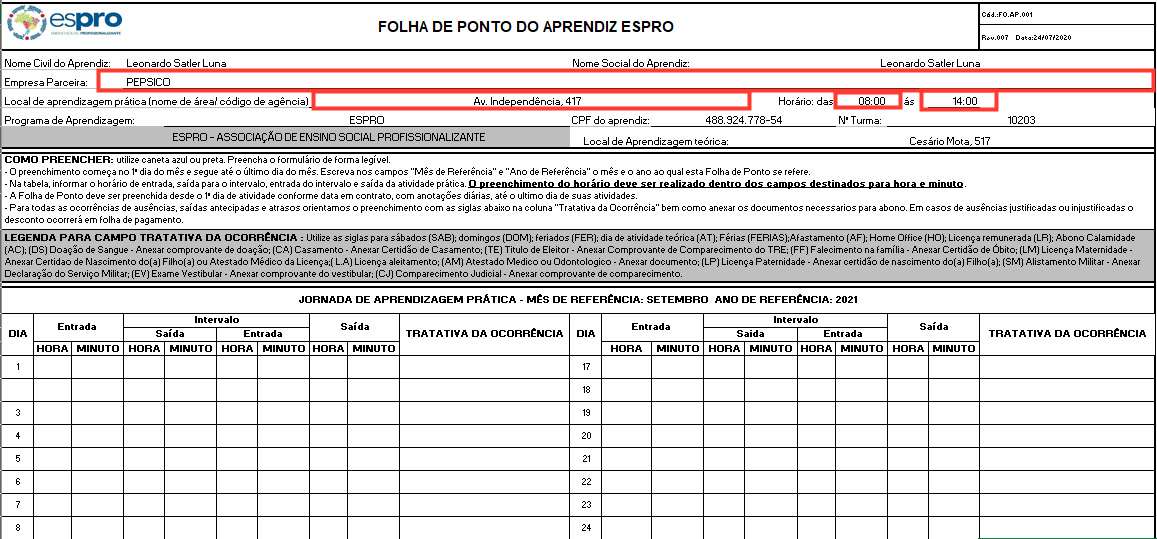 espro
ENSINO SOCIAL PROFISSIONALIZANTE
FOLHA DE PONTO DO APRENDIZ ESPRO
Cód.:FO.AP.001
Rev.007 Data:24/07/2020
Nome Civil do Aprendiz: Leonardo Satler Luna Nome Social do Aprendiz: Leonardo Satler Luna
Empresa Parceira: PEPSICO
Local de aprendizagem prática (nome de área/ código de agência) Av. Independência, 417 Horário: das 08:00 ás 14:00
Programa de Aprendizagem: ESPRO CPF do aprendiz: 488.924.778-54 Nº Turma: 10203
ESPRO - ASSOCIAÇÃO DE ENSINO SOCIAL PROFISSIONALIZANTE Local de Aprendizagem teórica: Cesário Mota, 517
COMO PREENCHER: utilize caneta azul ou preta. Preencha o formulário de forma legível.
- O preenchimento começa no 1º dia do mês e segue até o último dia do mês. Escreva nos campos "Mês de Referência" e "Ano de Referência" o mês e o ano ao qual esta Folha de Ponto se refere.
- Na tabela, informar o horário de entrada, saída para o intervalo, entrada do intervalo e saída da atividade prática. O preenchimento do horário deve ser realizado dentro dos campos destinados para hora e minuto.
- A Folha de Ponto deve ser preenchida desde o 1º dia de atividade conforme data em contrato, com anotações diárias, até o ultimo dia de suas atividades.
- Para todas as ocorrências de ausências, saídas antecipadas e atrasos orientamos o preenchimento com as siglas abaixo na coluna "Tratativa da Ocorrência" bem como anexar os documentos necessarios para abono. Em casos de ausências justificadas ou injustificadas o
desconto ocorrerá em folha de pagamento.
LEGENDA PARA CAMPO TRATATIVA DA OCORRÊNCIA : Utilize as siglas para sábados (SAB); domingos (DOM); feriados (FER); dia de atividade teórica (AT); Férias (FERIAS);Afastamento (AF); Home Office (HO); Licença remunerada (LR); Abono Calamidade
(AC); (DS) Doação de Sangue - Anexar comprovante de doação; (CA) Casamento - Anexar Certidão de Casamento; (TE) Titulo de Eleitor - Anexar Comprovante de Comparecimento do TRE; (FF) Falecimento na família - Anexar Certidão de Óbito; (LM) Licença Maternidade -
Anexar Certidao de Nascimento do(a) Filho(a) ou Atestado Médico da Licença;( L.A) Licença aleitamento; (AM) Atestado Medico ou Odontologico - Anexar documento; (LP) Licença Paternidade - Anexar certidão de nascimento do(a) Filho(a); (SM) Alistamento Militar - Anexar
Declaração do Serviço Militar; (EV) Exame Vestibular - Anexar comprovante do vestibular; (CJ) Comparecimento Judicial - Anexar comprovante de comparecimento.
JORNADA DE APRENDIZAGEM PRÁTICA - MÊS DE REFERÊNCIA: SETEMBRO ANO DE REFERÊNCIA: 2021
DIA Entrada Intervalo Saída TRATATIVA DA OCORRÊNCIA DIA Entrada Intervalo Saída TRATATIVA DA OCORRÊNCIA
Saída Entrada Saida Entrada
HORA MINUTO HORA MINUTO HORA MINUTO HORA MINUTO HORA MINUTO HORA MINUTO HORA MINUTO HORA MINUTO
1 17
18
3 19
4 20
5 21
6 22
7 23
8 24